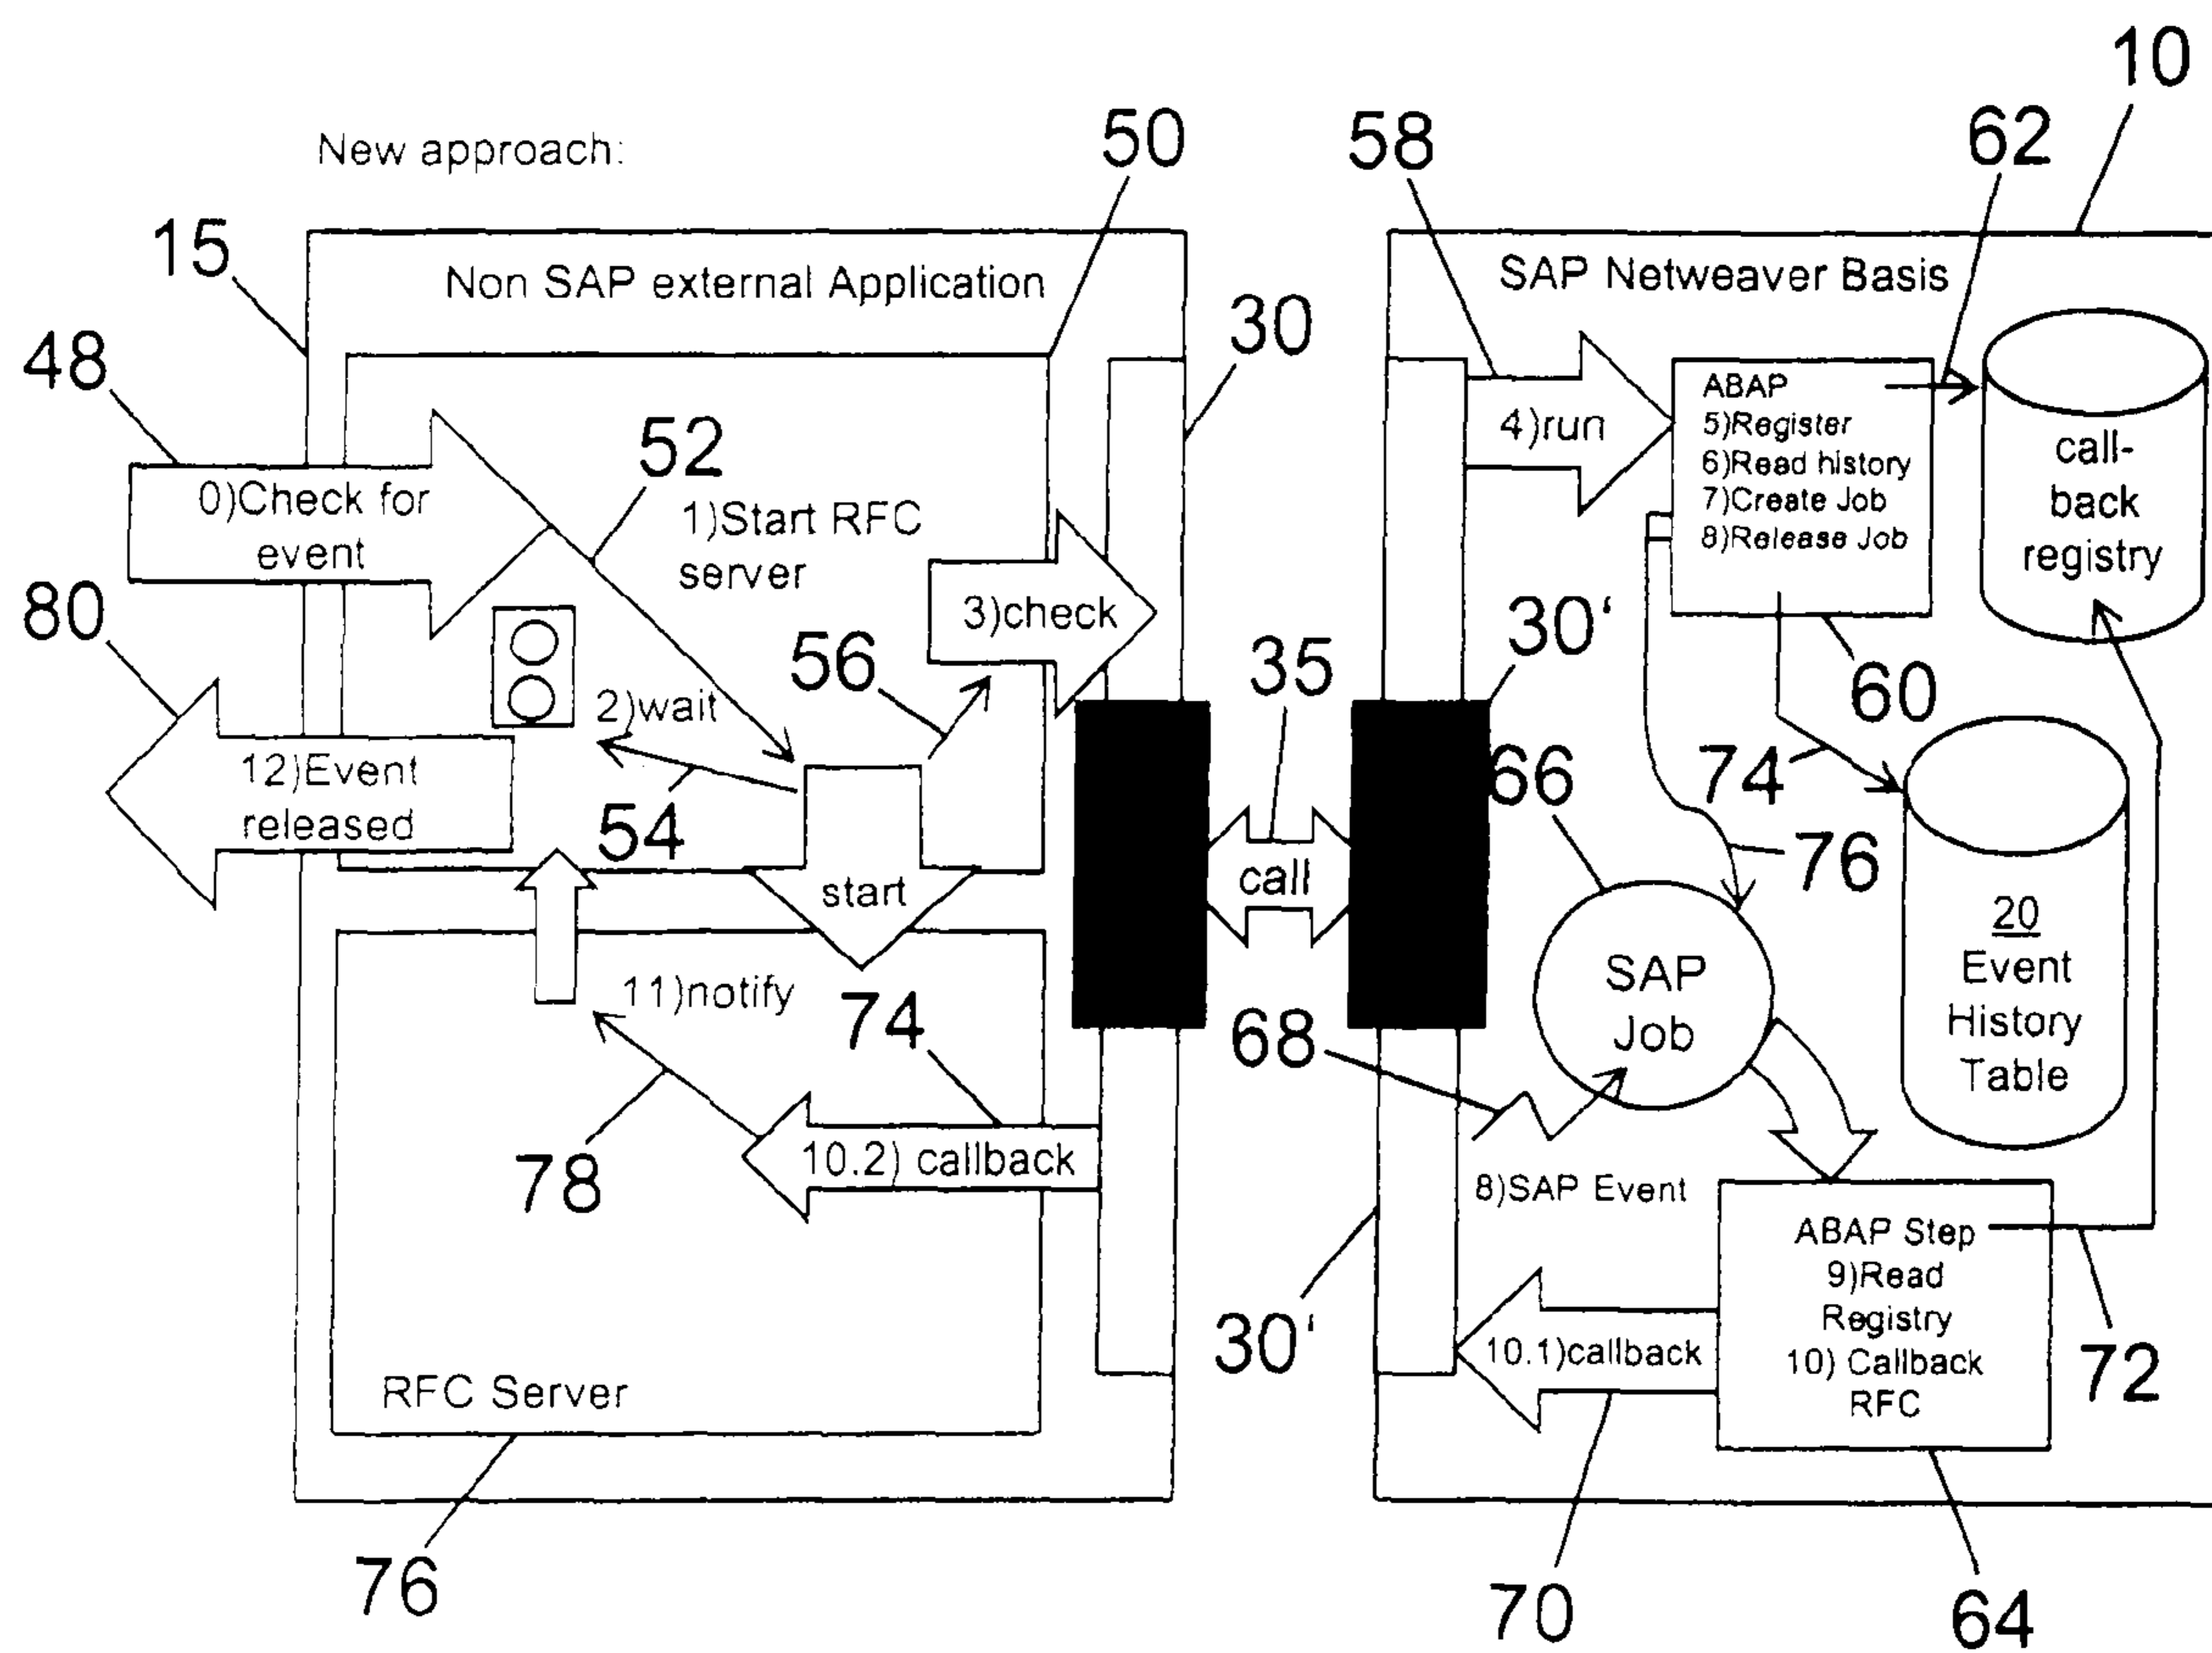 10
New approach:
50
58
62
15
Non SAP external Application
SAP Netweaver Basis
48
30
52
0)Check for
event
1)Start RFC
server
3)check
4)run
ABAP
5)Register
6)Read history
7)Create Job
8)Release Job
call-
back
registry
80
56
2)wait
12)Event
released
54
start
35
call
30'
60
66
74
76
20
Event
History
Table
SAP
Job
11)notify
74
68
78
10.2) callback
8)SAP Event
ABAP Step
9)Read
Registry
10) Callback
RFC
30'
10.1)callback
72
RFC Server
76
70
64